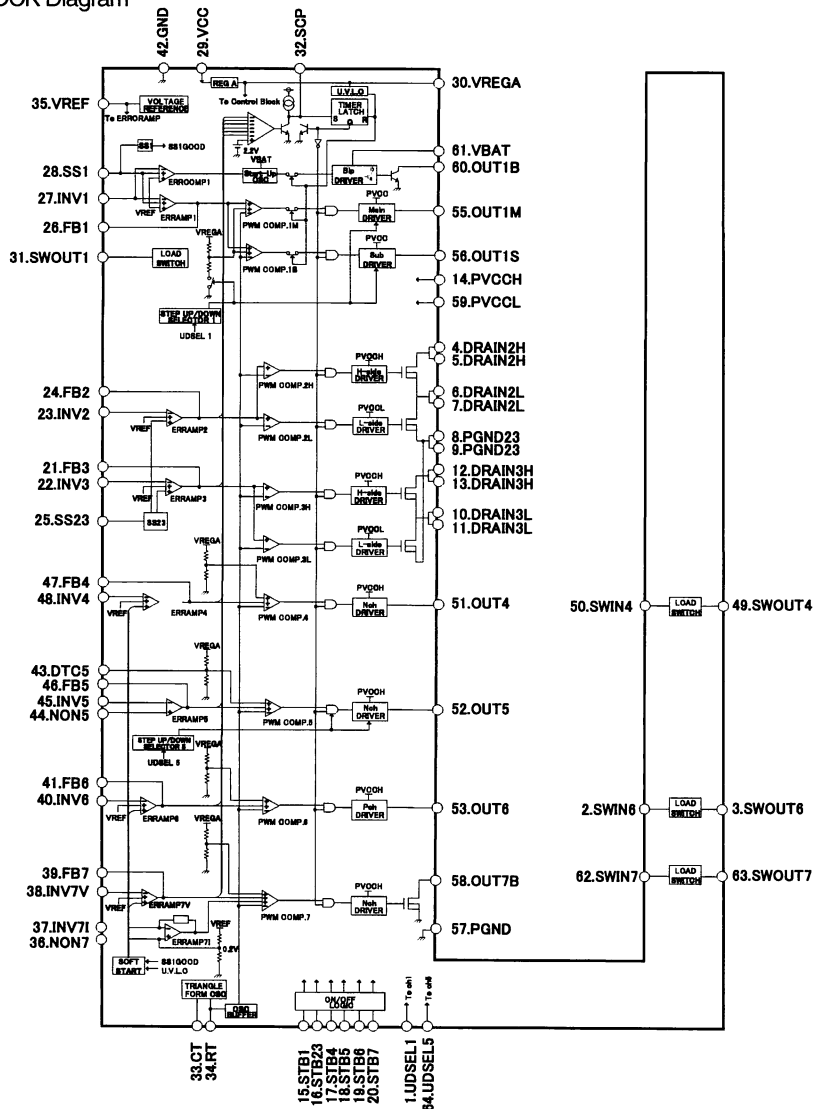 OCK Diagram
42.GND
29.VCC
32.SCP
REG A
30.VREGA
U.V.L.O
To Control Block
35.VREF
VOLTAGE
REFERENCE
To ERRORAMP
TIMER
LATCH
S
Q
R
2.2V
SS1
SS1GOOD
61.VBAT
28.SS1
ERRCOMP1
VBAT
Start-Up
OSC
Bip
DRIVER
60.OUT1B
27.INV1
VREF
ERRAMP1
PVCC
PWM COMP.1M
Main
DRIVER
55.OUT1M
26.FB1
VREGA
31.SWOUT1
LOAD
SWITCH
PVCC
PWM COMP.1S
Sub
DRIVER
56.OUT1S
14.PVCCH
59.PVCCL
STEP UP/DOWN
SELECTOR 1
UDSEL 1
4.DRAIN2H
5.DRAIN2H
PVCCH
PWM COMP.2H
H-side
DRIVER
24.FB2
6.DRAIN2L
7.DRAIN2L
23.INV2
VREF
ERRAMP2
PVCCL
PWM COMP.2L
L-side
DRIVER
8.PGND23
9.PGND23
21.FB3
22.INV3
VREF
ERRAMP3
PVCCH
PWM COMP.3H
H-side
DRIVER
12.DRAIN3H
13.DRAIN3H
25.SS23
SS23
10.DRAIN3L
11.DRAIN3L
VREGA
PVCCL
PWM COMP.3L
L-side
DRIVER
47.FB4
48.INV4
VREF
ERRAMP4
PVCCH
PWM COMP.4
Nch
DRIVER
51.OUT4
50.SWIN4
LOAD
SWITCH
49.SWOUT4
VREGA
43.DTC5
46.FB5
45.INV5
44.NON5
ERRAMP5
PVCCH
PWM COMP.5
Nch
DRIVER
52.OUT5
STEP UP/DOWN
SELECTOR 5
VREGA
UDSEL 5
41.FB6
40.INV6
VREF
ERRAMP6
PVCCH
PWM COMP.6
Pch
DRIVER
53.OUT6
2.SWIN6
LOAD
SWITCH
3.SWOUT6
VREGA
39.FB7
38.INV7V
VREF
ERRAMP7V
PVCCH
PWM COMP.7
Nch
DRIVER
58.OUT7B
62.SWIN7
LOAD
SWITCH
63.SWOUT7
37.INV7I
36.NON7
ERRAMP7I
VREF
0.2V
57.PGND
SOFT
START
SS1GOOD
U.V.L.O
TRIANGLE
FORM OSC
OSC
BUFFER
ON/OFF
LOGIC
To ch1
To ch5
33.CT
34.RT
15.STB1
16.STB23
17.STB4
18.STB5
19.STB6
20.STB7
1.UDSEL1
64.UDSEL5